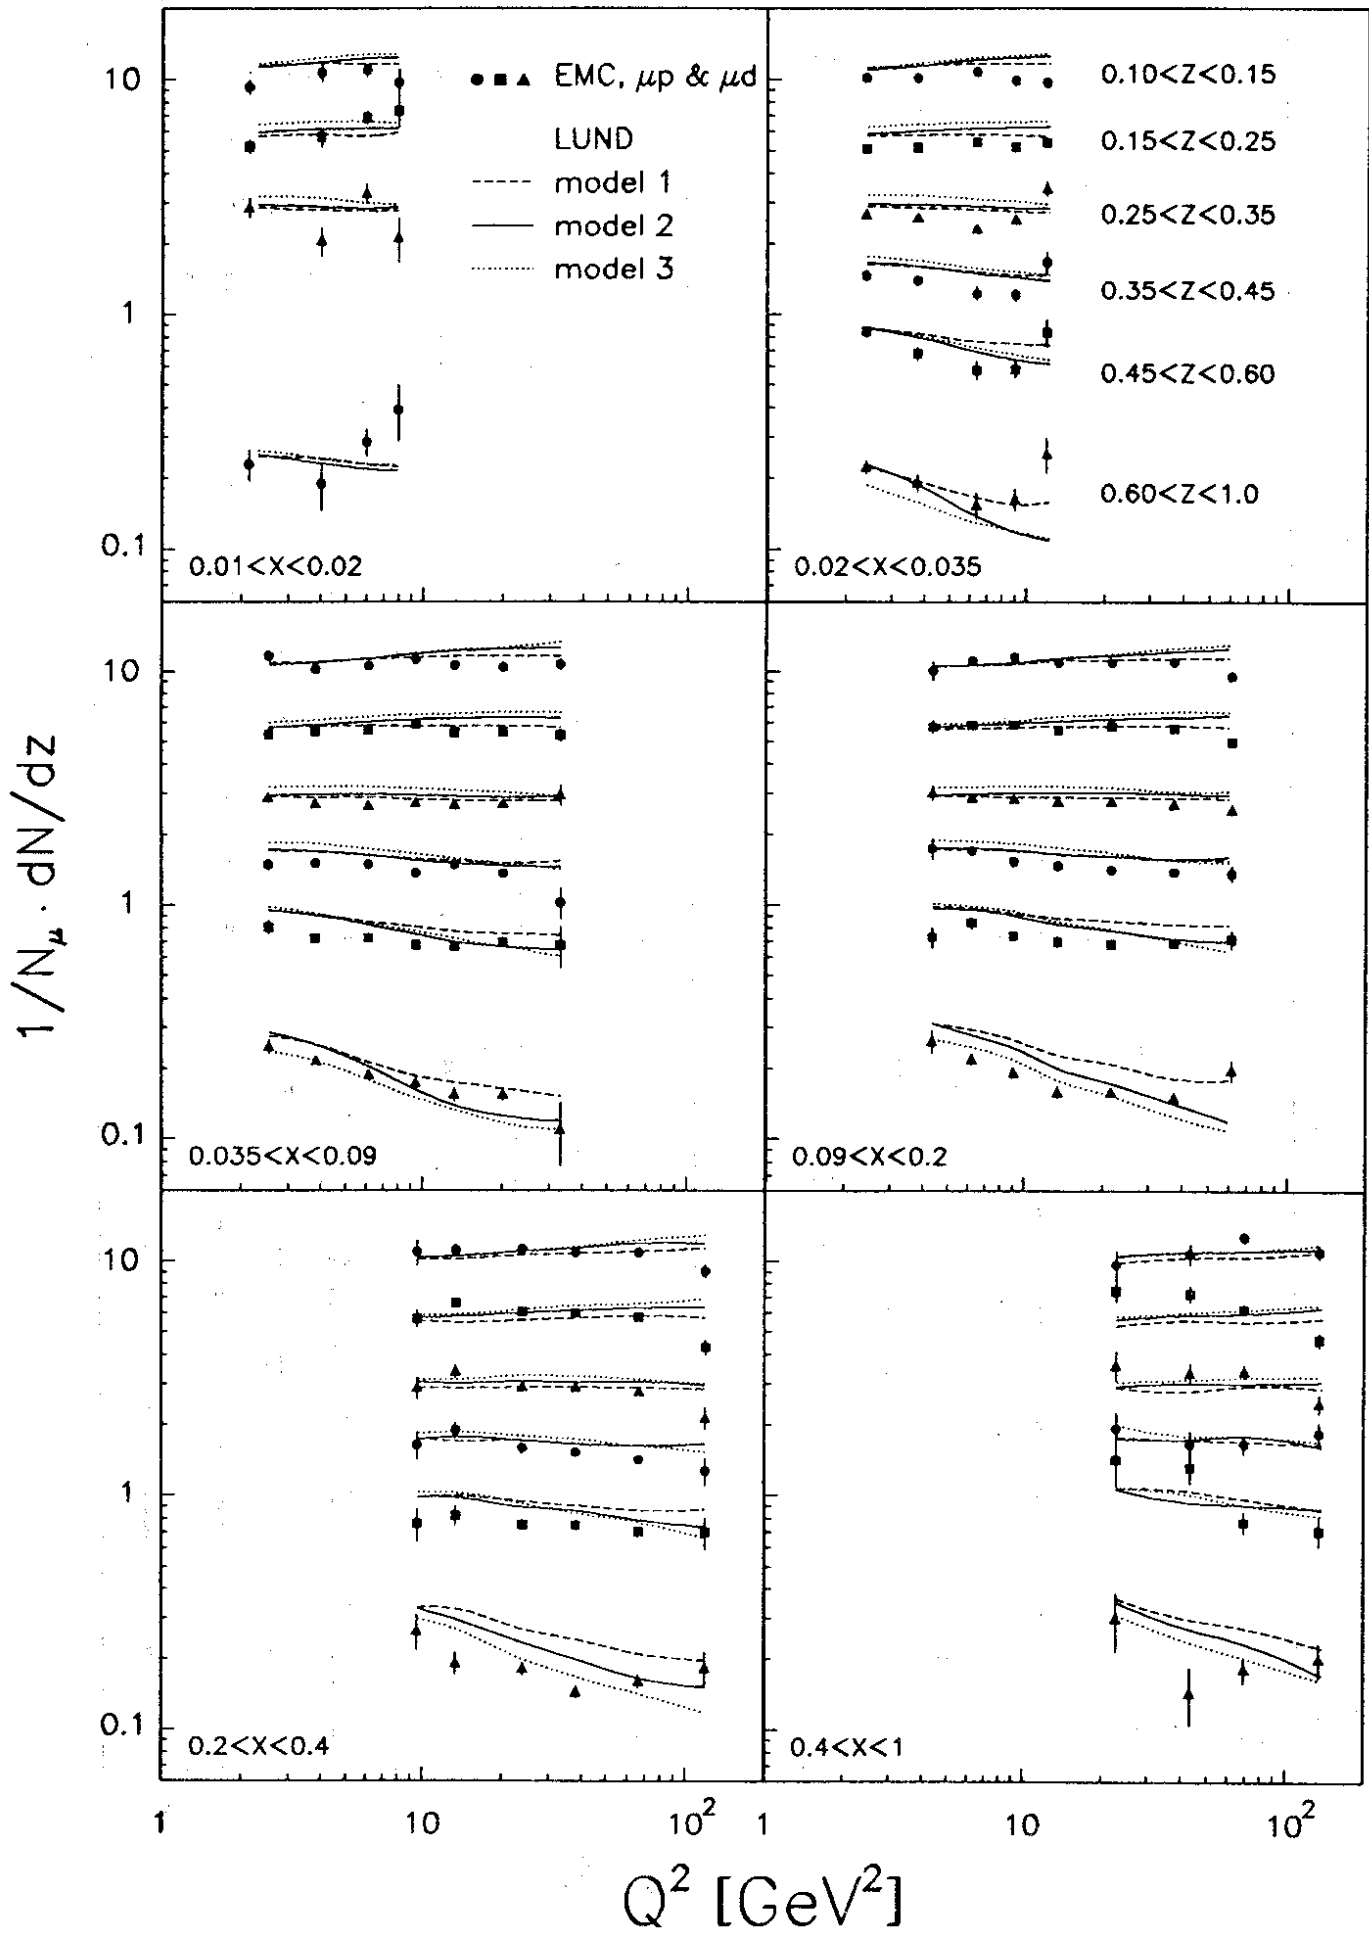 10
1
0.1
● ■ ▲ EMC, μp & μd
LUND
model 1
model 2
model 3
0.01<X<0.02
0.10<Z<0.15
0.15<Z<0.25
0.25<Z<0.35
0.35<Z<0.45
0.45<Z<0.60
0.60<Z<1.0
0.02<X<0.035
10
1
0.1
0.035<X<0.09
0.09<X<0.2
1/N_μ · dN/dz
10
1
0.1
0.2<X<0.4
0.4<X<1
1 10 10² 1 10 10²
Q² [GeV²]